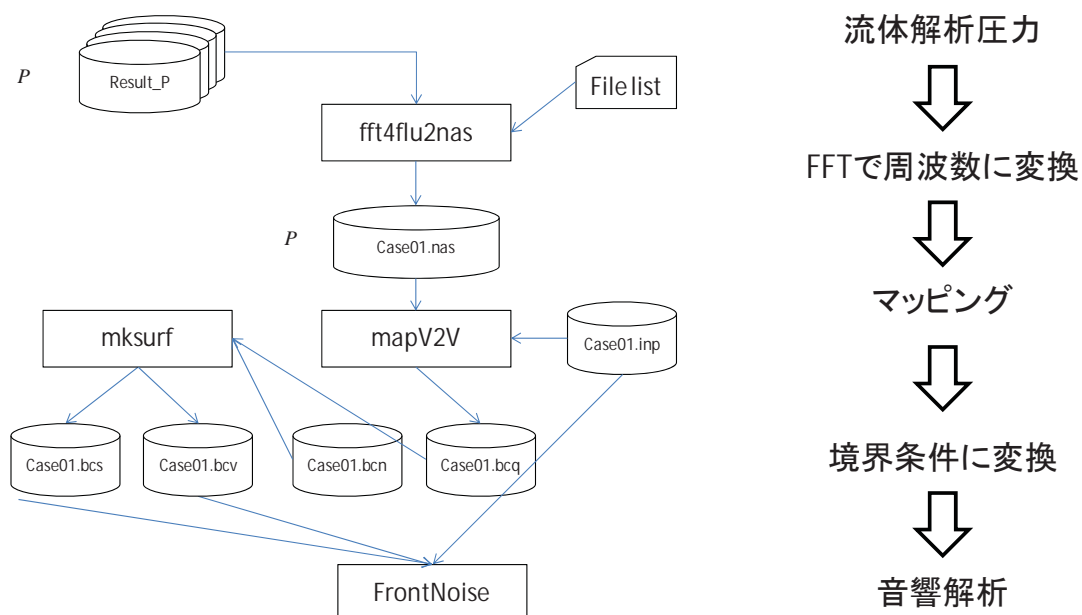 流体解析圧力
P
Result_P
File list
fft4flu2nas
FFTで周波数に変換
P
Case01.nas
マッピング
mksurf
mapV2V
Case01.inp
Case01.bcs
Case01.bcv
Case01.bcn
Case01.bcq
境界条件に変換
FrontNoise
音響解析